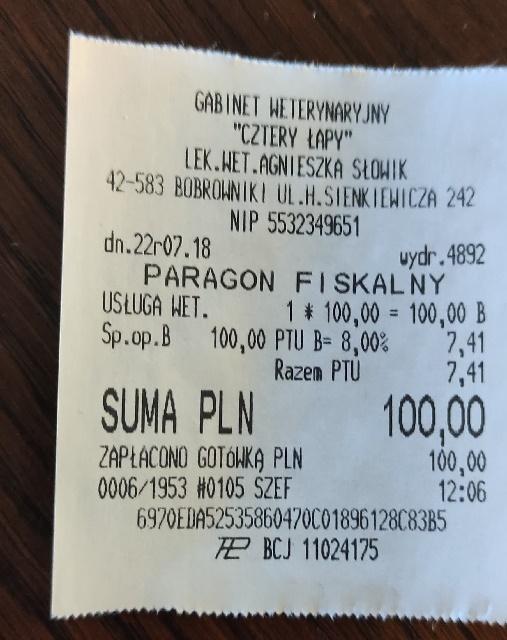 GABINET WETERYNARYJNY
"CZTERY ŁAPY"
LEK.WET.AGNIESZKA SŁOWIK
42-583 BOBROWNIKI UL.H.SIENKIEWICZA 242
NIP 5532349651
dn.22r07.18 wydr.4892
PARAGON FISKALNY
USŁUGA WET. 1 * 100,00 = 100,00 B
Sp.op.B 100,00 PTU B= 8,00% 7,41
Razem PTU 7,41
SUMA PLN 100,00
ZAPŁACONO GOTÓWKĄ PLN 100,00
0006/1953 #0105 SZEF 12:06
6970EDA52535860470C01896128C83B5
BCJ 11024175